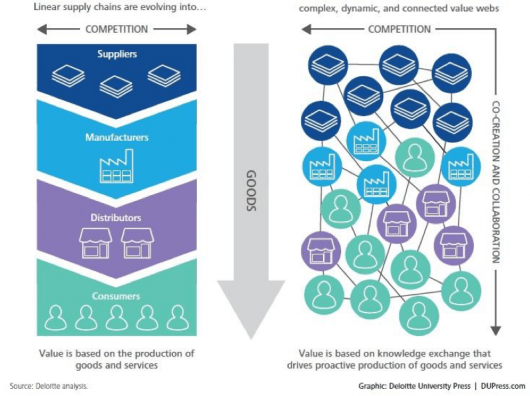 Linear supply chains are evolving into…
complex, dynamic, and connected value webs
COMPETITION
COMPETITION
Suppliers
Manufacturers
Distributors
Consumers
GOODS
CO-CREATION AND COLLABORATION
Value is based on the production of
goods and services
Value is based on knowledge exchange that
drives proactive production of goods and services
Source: Deloitte analysis.
Graphic: Deloitte University Press | DUPress.com